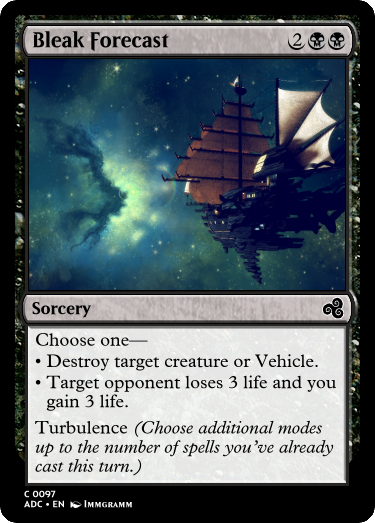 Bleak Forecast 2
Sorcery
Choose one—
• Destroy target creature or Vehicle.
• Target opponent loses 3 life and you
gain 3 life.
Turbulence (Choose additional modes
up to the number of spells you've already
cast this turn.)
C 0097
ADC • EN Immgramm